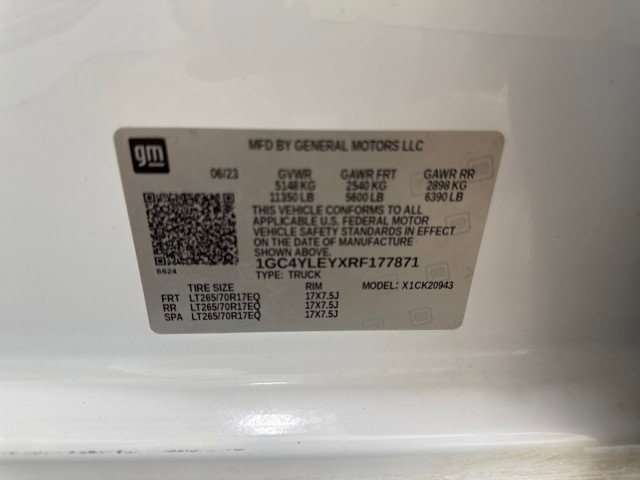 gm
MFD BY GENERAL MOTORS LLC
06/23 GVWR GAWR FRT GAWR RR
5148 KG 2540 KG 2898 KG
11350 LB 5600 LB 6390 LB
THIS VEHICLE CONFORMS TO ALL
APPLICABLE U.S. FEDERAL MOTOR
VEHICLE SAFETY STANDARDS IN EFFECT
ON THE DATE OF MANUFACTURE SHOWN ABOVE.
1GC4YLEYXRF177871
8624
TYPE: TRUCK
TIRE SIZE RIM MODEL: X1CK20943
FRT LT265/70R17EQ 17X7.5J
RR LT265/70R17EQ 17X7.5J
SPA LT265/70R17EQ 17X7.5J